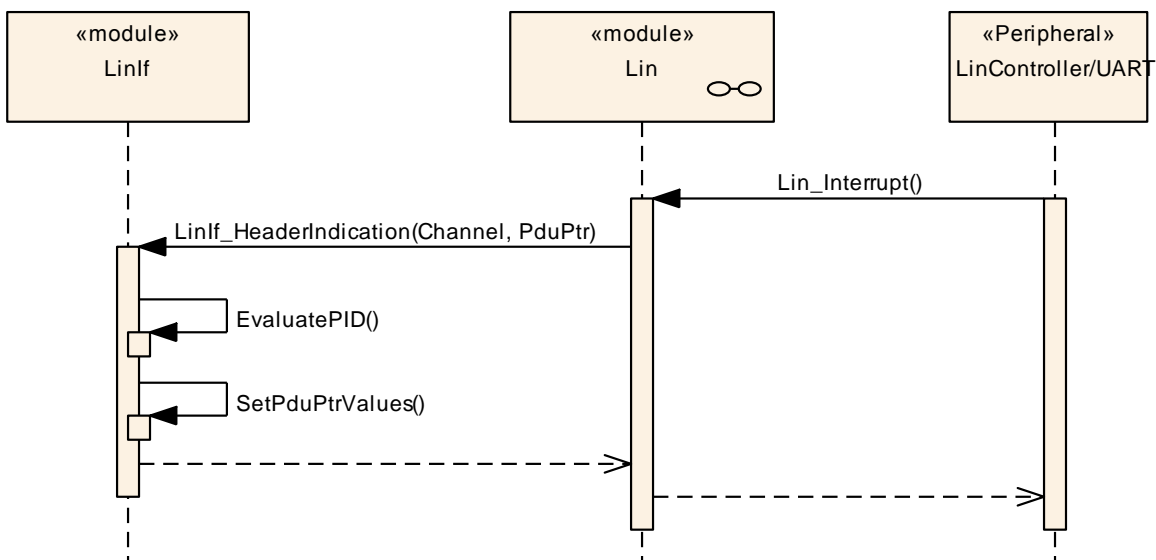 «module»
LinIf
«module»
Lin
«Peripheral»
LinController/UART
Lin_Interrupt()
LinIf_HeaderIndication(Channel, PduPtr)
EvaluatePID()
SetPduPtrValues()